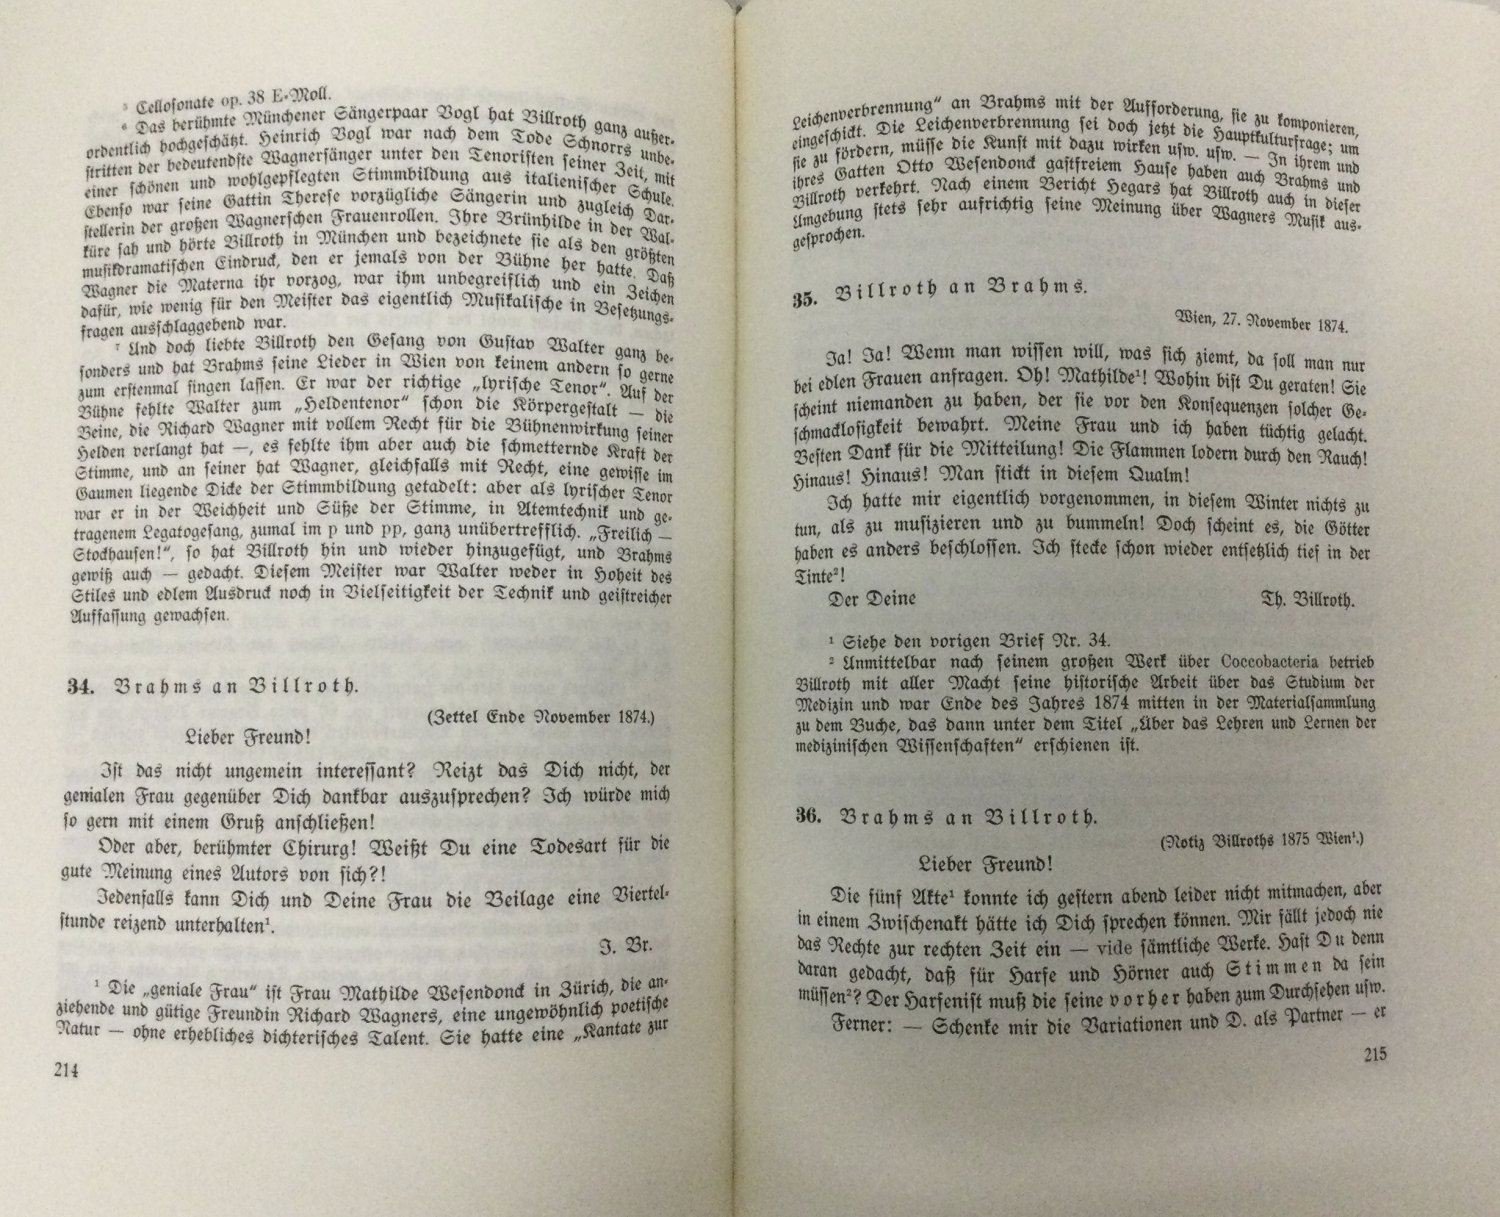 ⁵ Cellosonate op. 38 E-Moll.
⁶ Das berühmte Münchener Sängerpaar Vogl hat Billroth ganz außer-
ordentlich hochgeschätzt. Heinrich Vogl war nach dem Tode Schnorrs unbe-
stritten der bedeutendste Wagnersänger unter den Tenoristen seiner Zeit, mit
einer schönen und wohlgepflegten Stimmbildung aus italienischer Schule.
Ebenso war seine Gattin Therese vorzügliche Sängerin und zugleich Dar-
stellerin der großen Wagnerschen Frauenrollen. Ihre Brünhilde in der Wal-
küre sah und hörte Billroth in München und bezeichnete sie als den größten
musikdramatischen Eindruck, den er jemals von der Bühne her hatte. Daß
Wagner die Materna ihr vorzog, war ihm unbegreiflich und ein Zeichen
dafür, wie wenig für den Meister das eigentlich Musikalische in Besetzungs-
fragen ausschlaggebend war.
⁷ Und doch liebte Billroth den Gesang von Gustav Walter ganz be-
sonders und hat Brahms seine Lieder in Wien von keinem andern so gerne
zum erstenmal singen lassen. Er war der richtige „lyrische Tenor“. Auf der
Bühne fehlte Walter zum „Heldentenor“ schon die Körpergestalt — die
Beine, die Richard Wagner mit vollem Recht für die Bühnenwirkung seiner
Helden verlangt hat —, es fehlte ihm aber auch die schmetternde Kraft der
Stimme, und an seiner hat Wagner, gleichfalls mit Recht, eine gewisse im
Gaumen liegende Dicke der Stimmbildung getadelt: aber als lyrischer Tenor
war er in der Weichheit und Süße der Stimme, in Atemtechnik und ge-
tragenem Legatogesang, zumal im p und pp, ganz unübertrefflich. „Freilich —
Stockhausen!“, so hat Billroth hin und wieder hinzugefügt, und Brahms
gewiß auch — gedacht. Diesem Meister war Walter weder in Hoheit des
Stiles und edlem Ausdruck noch in Vielseitigkeit der Technik und geistreicher
Auffassung gewachsen.
34. Brahms an Billroth.
(Zettel Ende November 1874.)
Lieber Freund!
Ist das nicht ungemein interessant? Reizt das Dich nicht, der
genialen Frau gegenüber Dich dankbar auszusprechen? Ich würde mich
so gern mit einem Gruß anschließen!
Oder aber, berühmter Chirurg! Weißt Du eine Todesart für die
gute Meinung eines Autors von sich?!
Jedenfalls kann Dich und Deine Frau die Beilage eine Viertel-
stunde reizend unterhalten¹.
J. Br.
¹ Die „geniale Frau“ ist Frau Mathilde Wesendonck in Zürich, die an-
ziehende und gütige Freundin Richard Wagners, eine ungewöhnlich poetische
Natur — ohne erhebliches dichterisches Talent. Sie hatte eine „Kantate zur
214
Leichenverbrennung“ an Brahms mit der Aufforderung, sie zu komponieren,
eingeschickt. Die Leichenverbrennung sei doch jetzt die Hauptkulturfrage; um
sie zu fördern, müsse die Kunst mit dazu wirken usw. usw. — In ihrem und
ihres Gatten Otto Wesendonck gastfreiem Hause haben auch Brahms und
Billroth verkehrt. Nach einem Bericht Hegars hat Billroth auch in dieser
Umgebung stets sehr aufrichtig seine Meinung über Wagners Musik aus-
gesprochen.
35. Billroth an Brahms.
Wien, 27. November 1874.
Ja! Ja! Wenn man wissen will, was sich ziemt, da soll man nur
bei edlen Frauen anfragen. Oh! Mathilde¹! Wohin bist Du geraten! Sie
scheint niemanden zu haben, der sie vor den Konsequenzen solcher Ge-
schmacklosigkeit bewahrt. Meine Frau und ich haben tüchtig gelacht.
Besten Dank für die Mitteilung! Die Flammen lodern durch den Rauch!
Hinaus! Hinaus! Man stickt in diesem Qualm!
Ich hatte mir eigentlich vorgenommen, in diesem Winter nichts zu
tun, als zu musizieren und zu bummeln! Doch scheint es, die Götter
haben es anders beschlossen. Ich stecke schon wieder entsetzlich tief in der
Tinte²!
Der Deine Th. Billroth.
¹ Siehe den vorigen Brief Nr. 34.
² Unmittelbar nach seinem großen Werk über Coccobacteria betrieb
Billroth mit aller Macht seine historische Arbeit über das Studium der
Medizin und war Ende des Jahres 1874 mitten in der Materialsammlung
zu dem Buche, das dann unter dem Titel „Über das Lehren und Lernen der
medizinischen Wissenschaften“ erschienen ist.
36. Brahms an Billroth.
(Notiz Billroths 1875 Wien¹.)
Lieber Freund!
Die fünf Akte¹ konnte ich gestern abend leider nicht mitmachen, aber
in einem Zwischenakt hätte ich Dich sprechen können. Mir fällt jedoch nie
das Rechte zur rechten Zeit ein — vide sämtliche Werke. Hast Du denn
daran gedacht, daß für Harfe und Hörner auch Stimmen da sein
müssen²? Der Harfenist muß die seine vorher haben zum Durchsehen usw.
Ferner: — Schenke mir die Variationen und D. als Partner — er
215